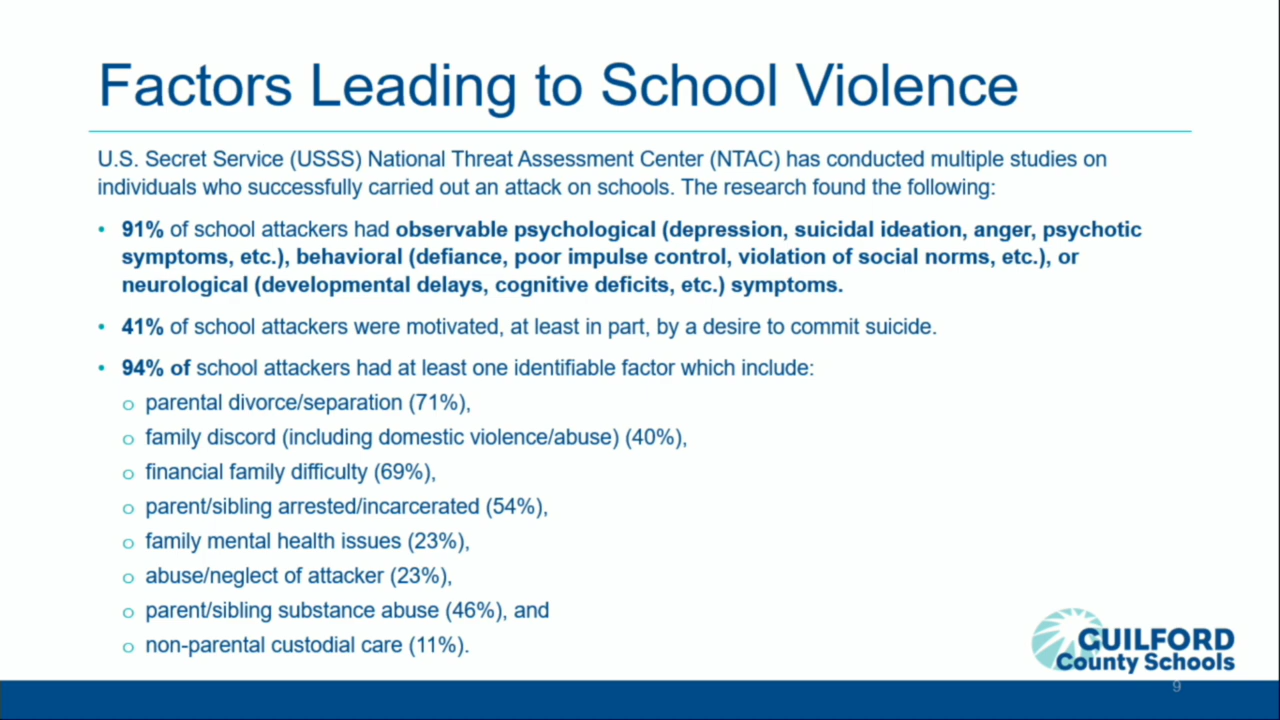 Factors Leading to School Violence
U.S. Secret Service (USSS) National Threat Assessment Center (NTAC) has conducted multiple studies on
individuals who successfully carried out an attack on schools. The research found the following:
• 91% of school attackers had observable psychological (depression, suicidal ideation, anger, psychotic
symptoms, etc.), behavioral (defiance, poor impulse control, violation of social norms, etc.), or
neurological (developmental delays, cognitive deficits, etc.) symptoms.
• 41% of school attackers were motivated, at least in part, by a desire to commit suicide.
• 94% of school attackers had at least one identifiable factor which include:
o parental divorce/separation (71%),
o family discord (including domestic violence/abuse) (40%),
o financial family difficulty (69%),
o parent/sibling arrested/incarcerated (54%),
o family mental health issues (23%),
o abuse/neglect of attacker (23%),
o parent/sibling substance abuse (46%), and
o non-parental custodial care (11%).
GUILFORD
County Schools
9